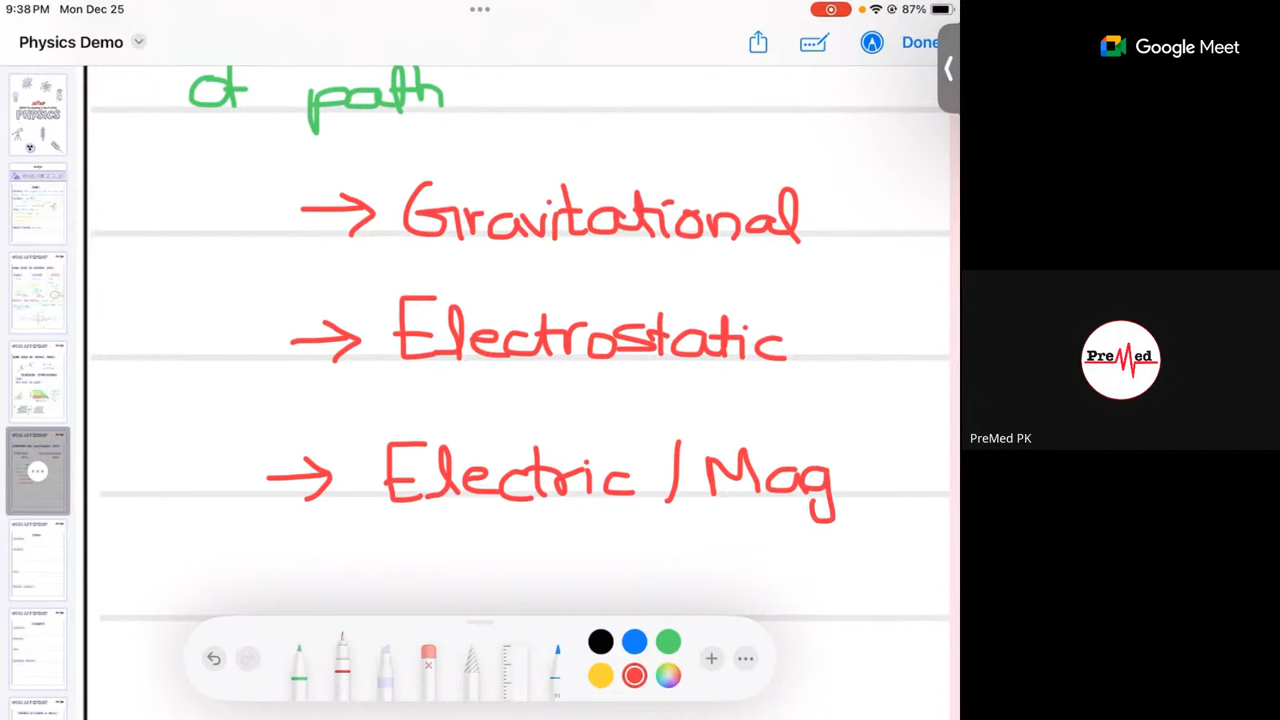 9:38 PM Mon Dec 25
87%
Physics Demo
Done
Google Meet
of path
→ Gravitational
→ Electrostatic
→ Electric / Mag
PHYSICS
PreMed
PreMed PK